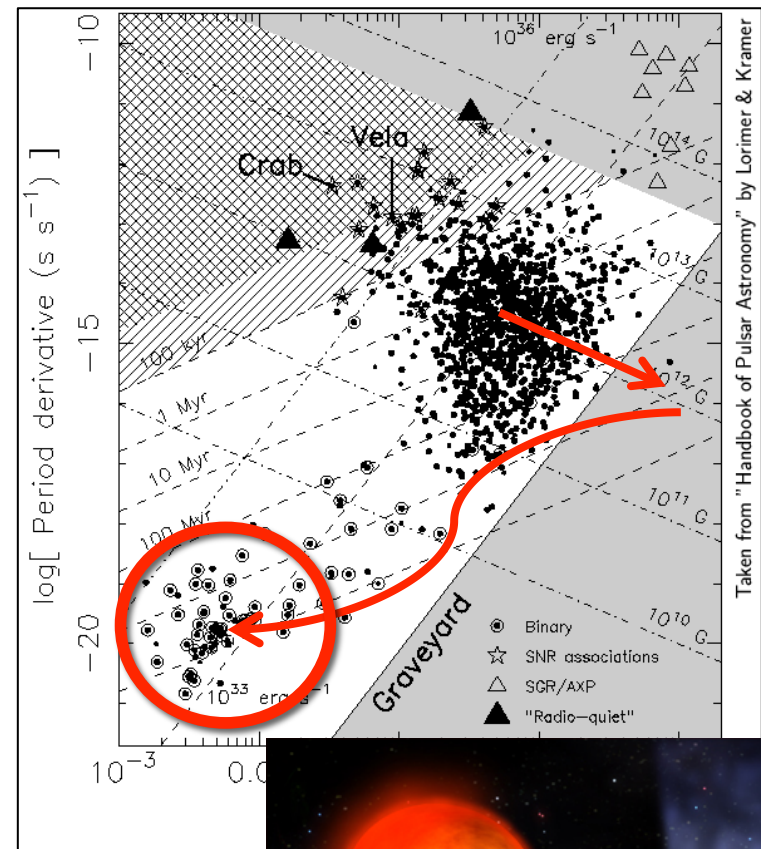 −10
10³⁶ erg s⁻¹
10¹⁴ G
Vela
Crab
10¹³ G
log[ Period derivative (s s⁻¹) ]
−15
100 kyr
1 Myr
10¹² G
10 Myr
10¹¹ G
100 Myr
10¹⁰ G
−20
Graveyard
Binary
SNR associations
SGR/AXP
"Radio-quiet"
10³³ erg s⁻¹
10⁻³
Taken from "Handbook of Pulsar Astronomy" by Lorimer & Kramer